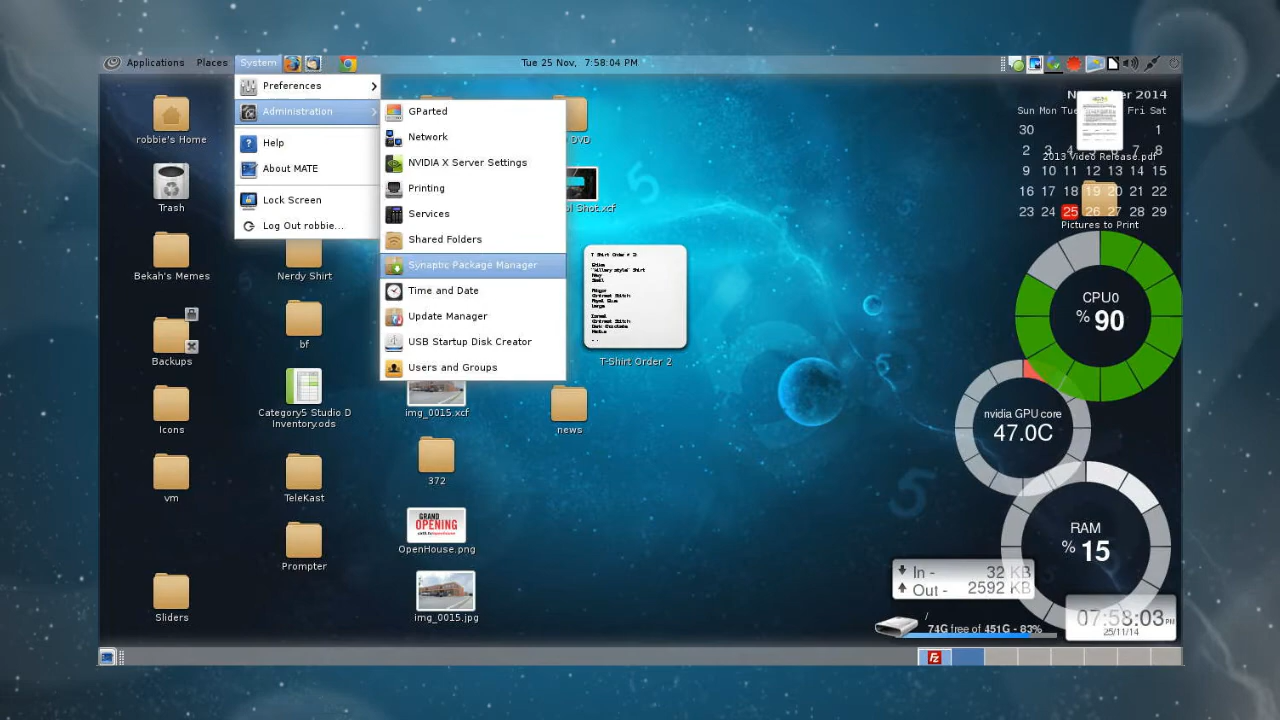 Applications Places System
Tue 25 Nov, 7:58:04 PM
Preferences
Administration
Help
About MATE
Lock Screen
Log Out robbie...
GParted
Network
NVIDIA X Server Settings
Printing
Services
Shared Folders
Synaptic Package Manager
Time and Date
Update Manager
USB Startup Disk Creator
Users and Groups
robbie's Home
Trash
Bekah's Memes
Backups
Icons
vm
Sliders
Nerdy Shirt
bf
Category5 Studio D
Inventory.ods
TeleKast
Prompter
img_0015.xcf
372
GRAND
OPENING
OpenHouse.png
img_0015.jpg
Shot.xcf
news
T Shirt Order # 2:
T-Shirt Order 2
2014
Sun Mon Tue Fri Sat
30 1
2 3 4 7 8
9 10 11 12 13 14 15
16 17 18 19 20 21 22
23 24 25 26 27 28 29
2013 Video Release.pdf
Pictures to Print
CPU0
% 90
nvidia GPU core
47.0C
RAM
% 15
In - 32 KB
Out - 2592 KB
/
74G free of 451G - 83%
07:58:03 PM
25/11/14
Fz